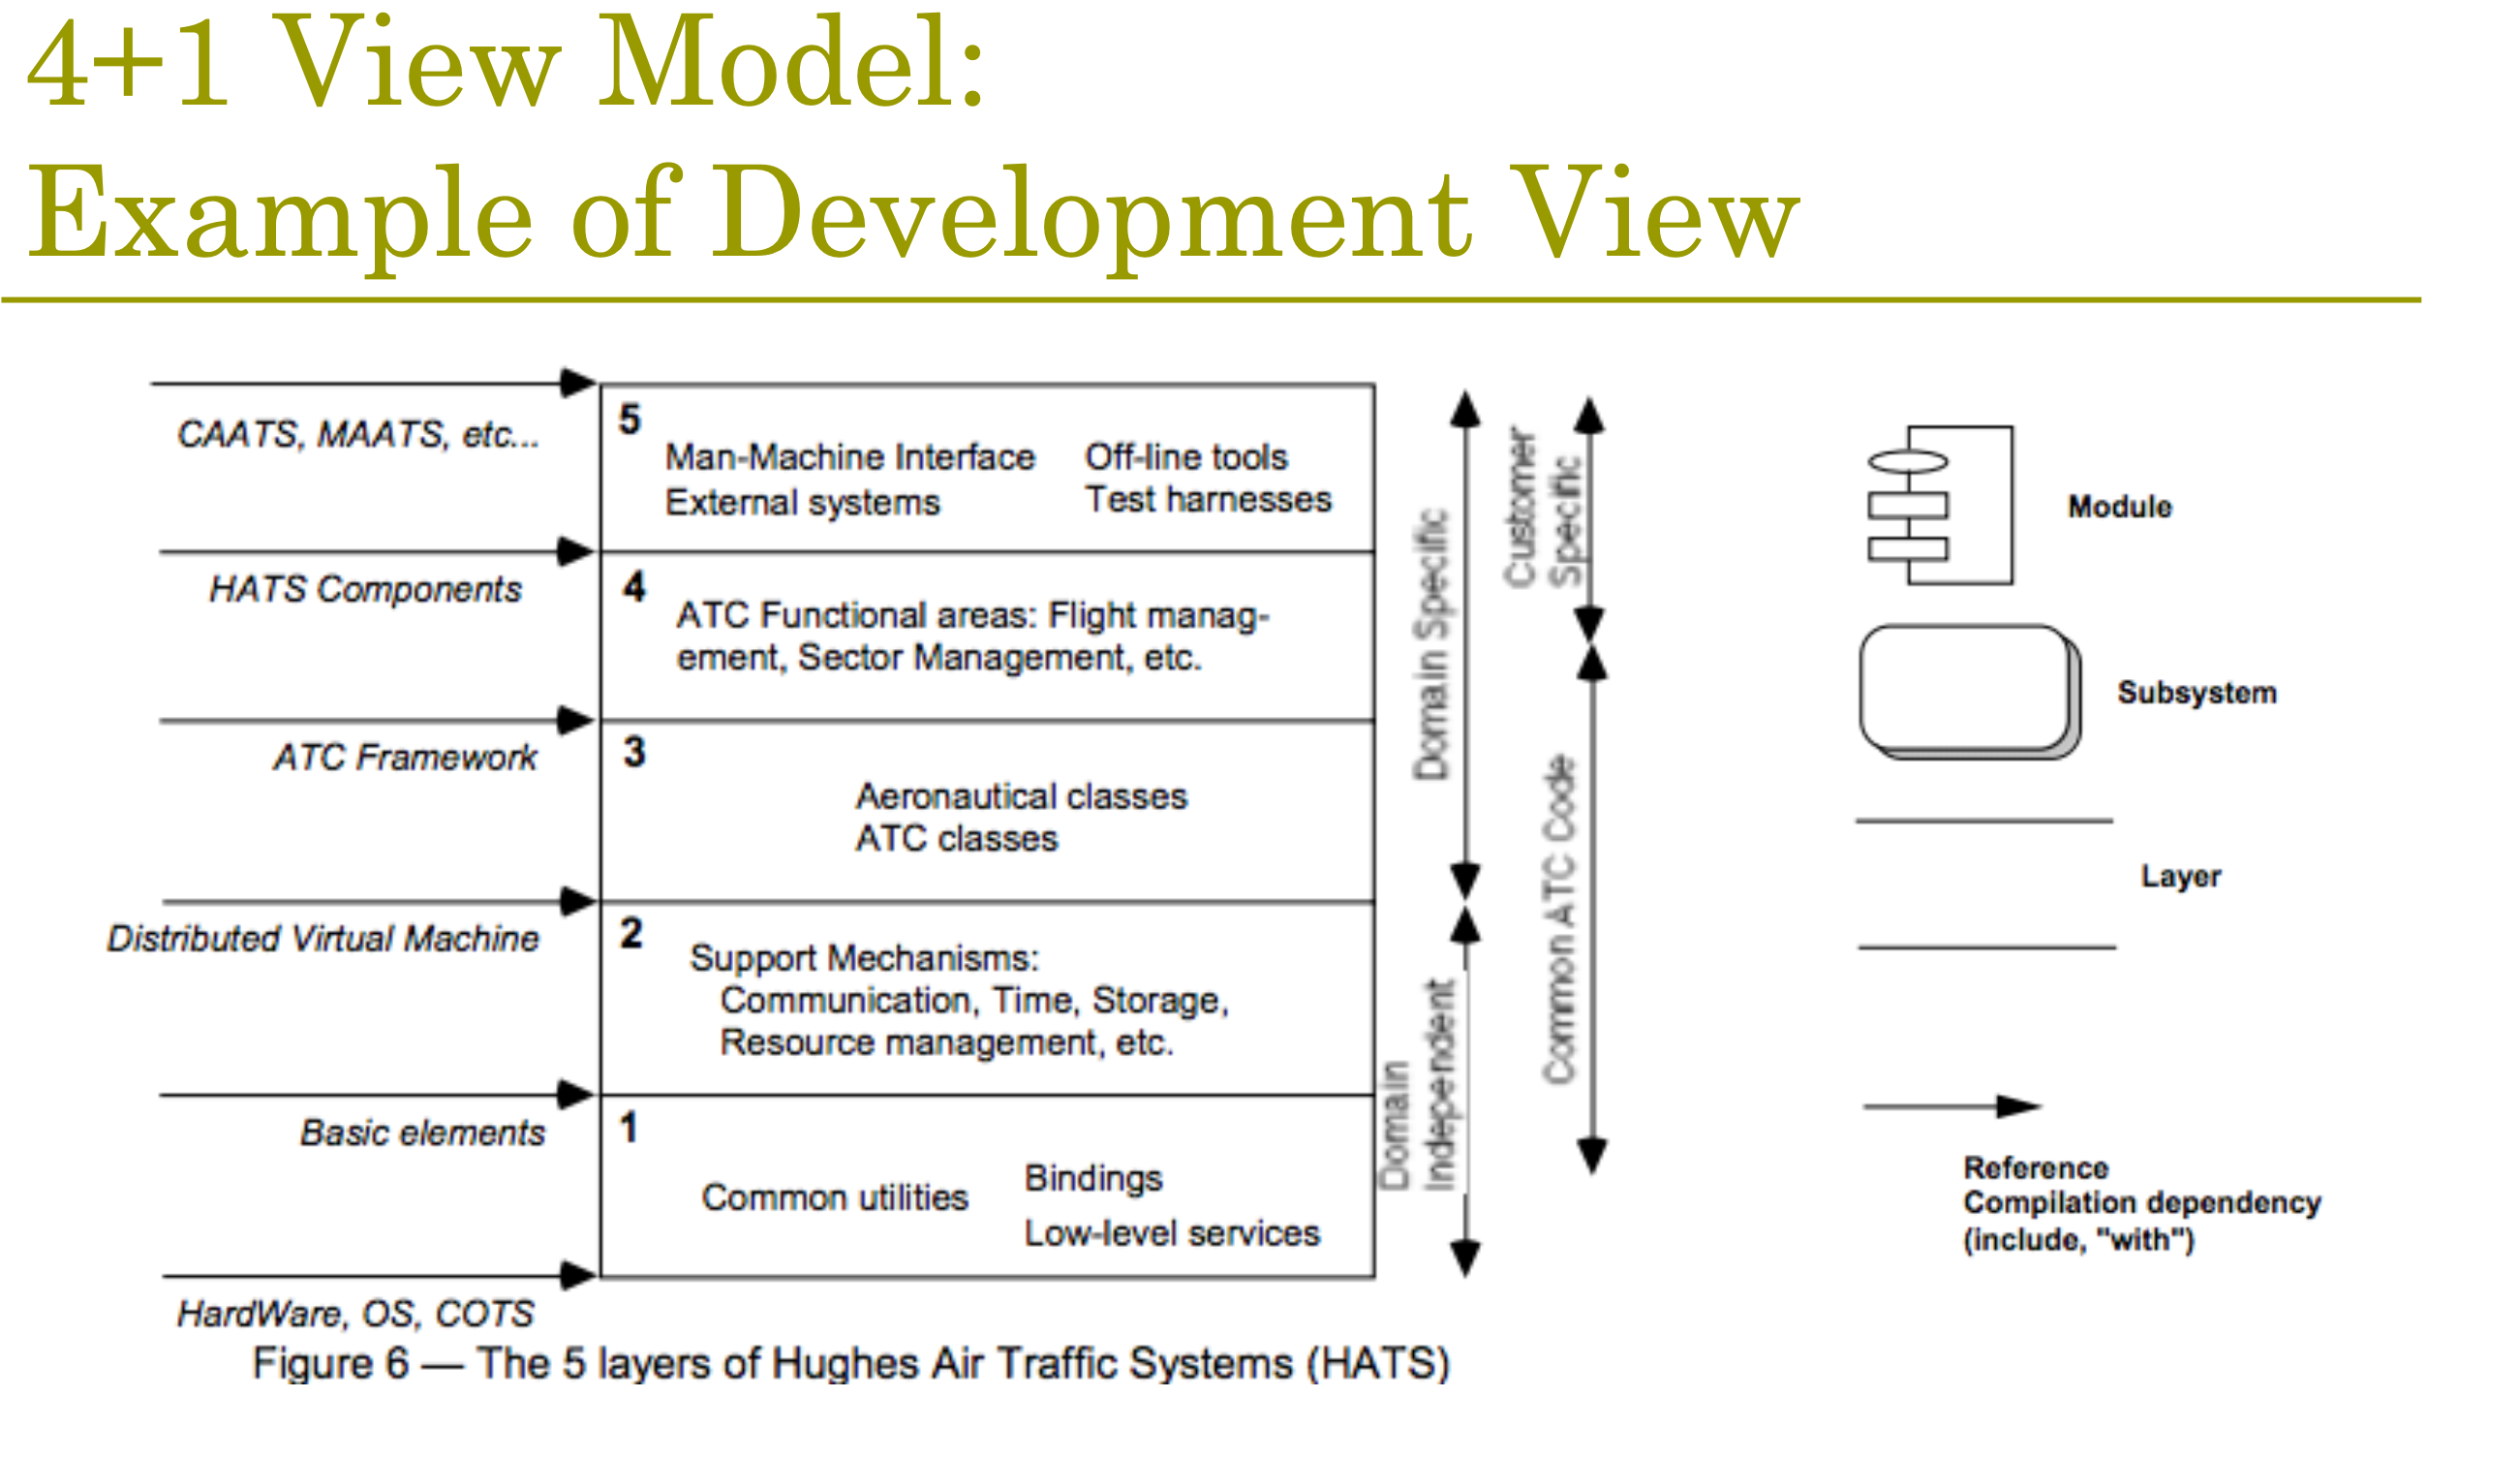 4+1 View Model:
Example of Development View
CAATS, MAATS, etc...
5
Man-Machine Interface
External systems
Off-line tools
Test harnesses
HATS Components
4
ATC Functional areas: Flight manag-
ement, Sector Management, etc.
ATC Framework
3
Aeronautical classes
ATC classes
Distributed Virtual Machine
2
Support Mechanisms:
Communication, Time, Storage,
Resource management, etc.
Basic elements
1
Common utilities
Bindings
Low-level services
HardWare, OS, COTS
Domain Specific
Domain
Independent
Customer
Specific
Common ATC Code
Module
Subsystem
Layer
Reference
Compilation dependency
(include, "with")
Figure 6 — The 5 layers of Hughes Air Traffic Systems (HATS)